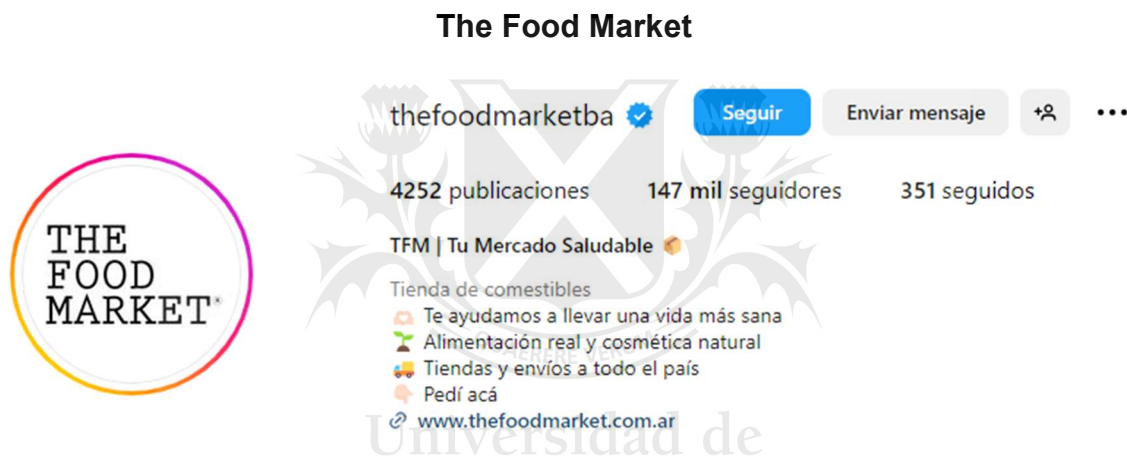 The Food Market
thefoodmarketba
Seguir
Enviar mensaje
4252 publicaciones 147 mil seguidores 351 seguidos
THE
FOOD
MARKET®
TFM | Tu Mercado Saludable
Tienda de comestibles
Te ayudamos a llevar una vida más sana
Alimentación real y cosmética natural
Tiendas y envíos a todo el país
Pedí acá
www.thefoodmarket.com.ar
QUAERERE VERUM
Universidad de